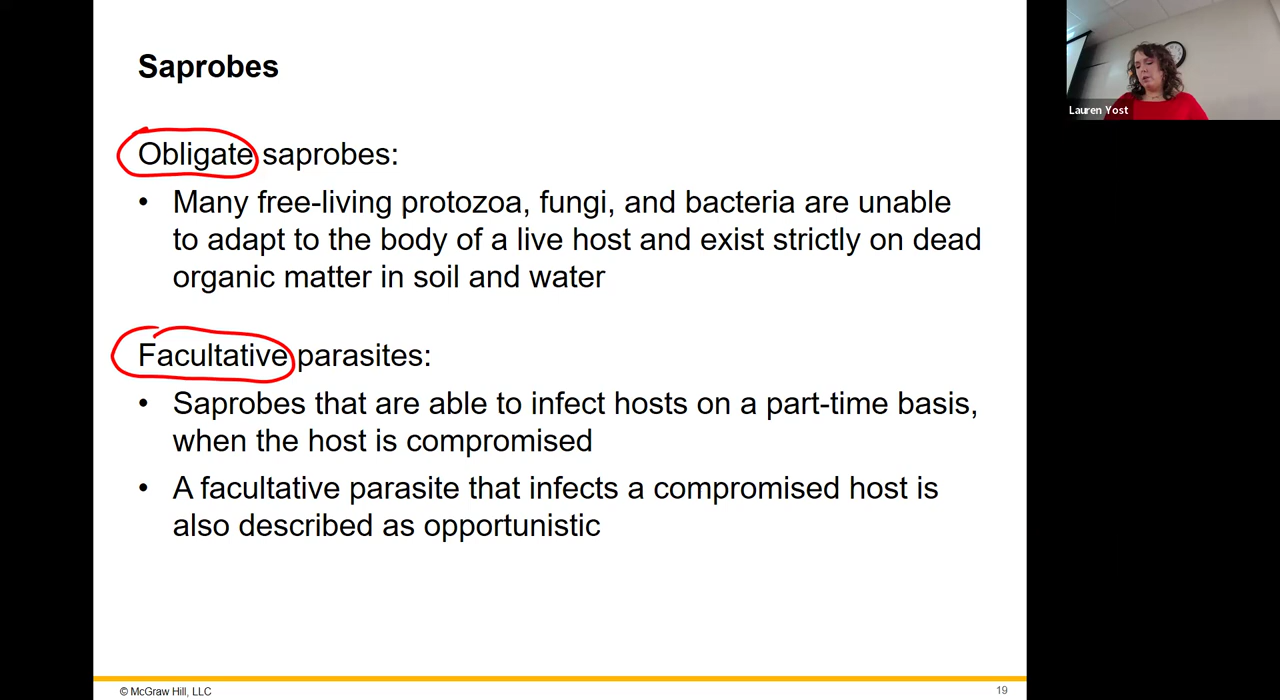 Saprobes
Obligate saprobes:
• Many free-living protozoa, fungi, and bacteria are unable
to adapt to the body of a live host and exist strictly on dead
organic matter in soil and water
Facultative parasites:
• Saprobes that are able to infect hosts on a part-time basis,
when the host is compromised
• A facultative parasite that infects a compromised host is
also described as opportunistic
© McGraw Hill, LLC
19
Lauren Yost